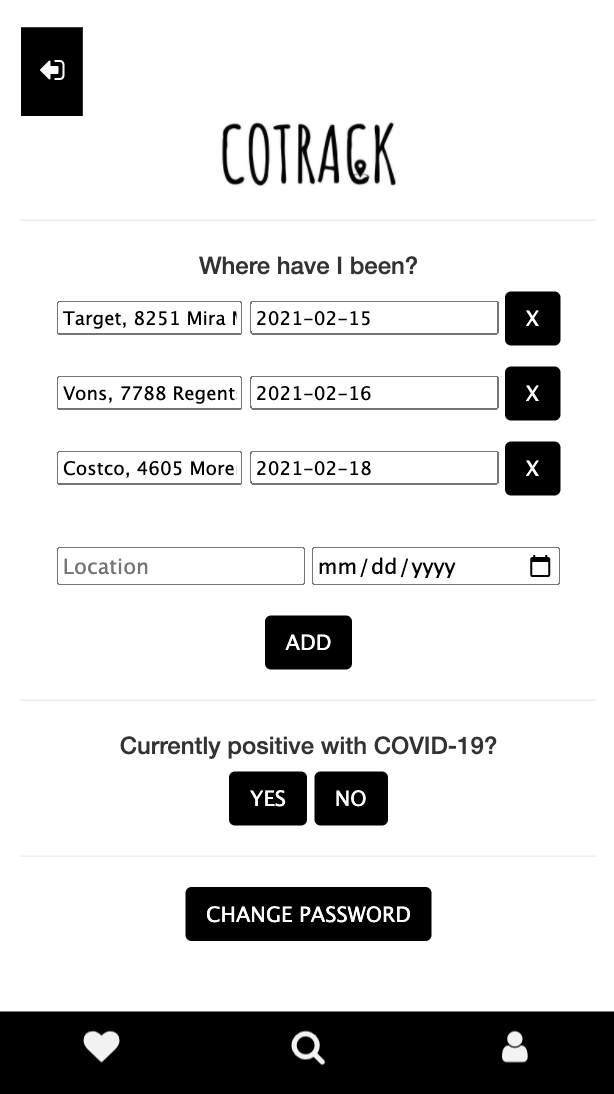 COTRACK
Where have I been?
Target, 8251 Mira
2021-02-15
X
Vons, 7788 Regent
2021-02-16
X
Costco, 4605 More
2021-02-18
X
Location
mm/dd/yyyy
ADD
Currently positive with COVID-19?
YES
NO
CHANGE PASSWORD